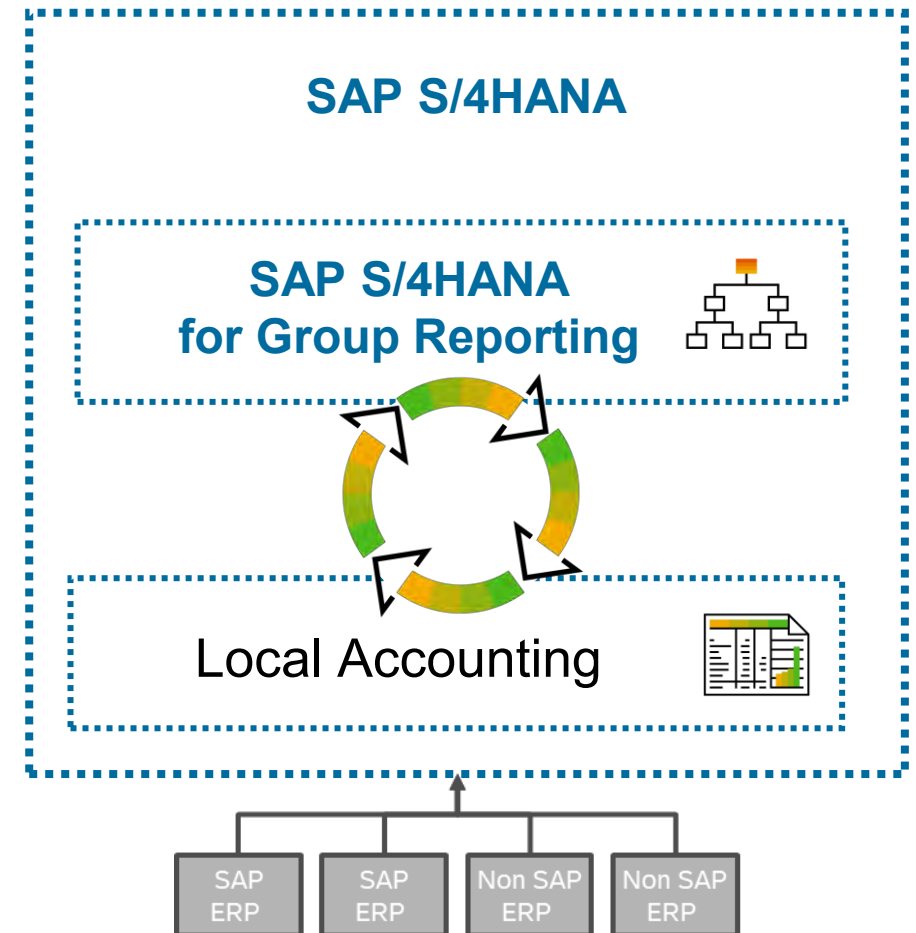 SAP S/4HANA
SAP S/4HANA
for Group Reporting
Local Accounting
SAP
ERP
SAP
ERP
Non SAP
ERP
Non SAP
ERP